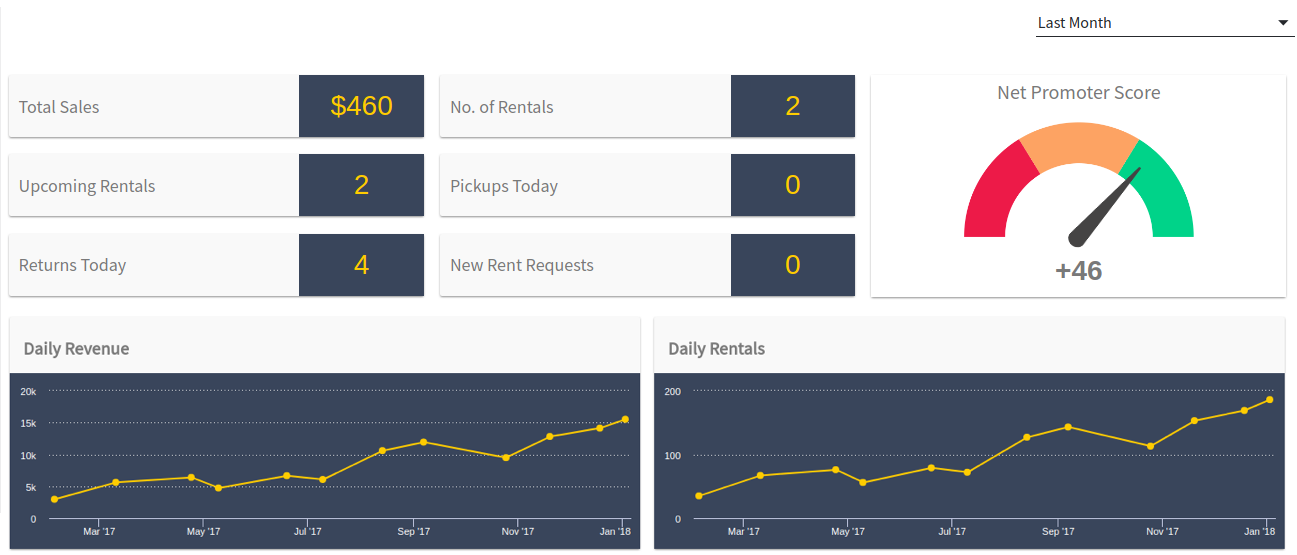 Last Month
Total Sales
$460
No. of Rentals
2
Net Promoter Score
Upcoming Rentals
2
Pickups Today
0
Returns Today
4
New Rent Requests
0
+46
Daily Revenue
20k
15k
10k
5k
0
Mar '17 May '17 Jul '17 Sep '17 Nov '17 Jan '18
Daily Rentals
200
100
0
Mar '17 May '17 Jul '17 Sep '17 Nov '17 Jan '18